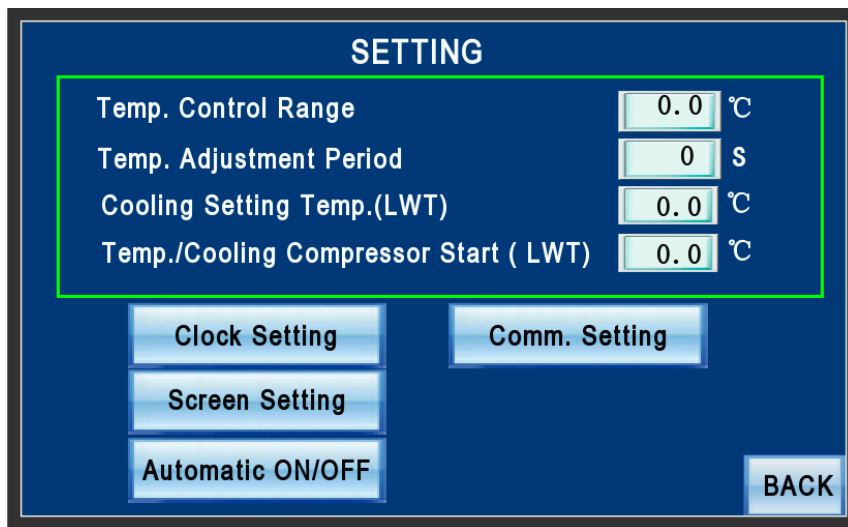 SETTING
Temp. Control Range 0.0 ℃
Temp. Adjustment Period 0 S
Cooling Setting Temp.(LWT) 0.0 ℃
Temp./Cooling Compressor Start ( LWT) 0.0 ℃
Clock Setting Comm. Setting
Screen Setting
Automatic ON/OFF
BACK